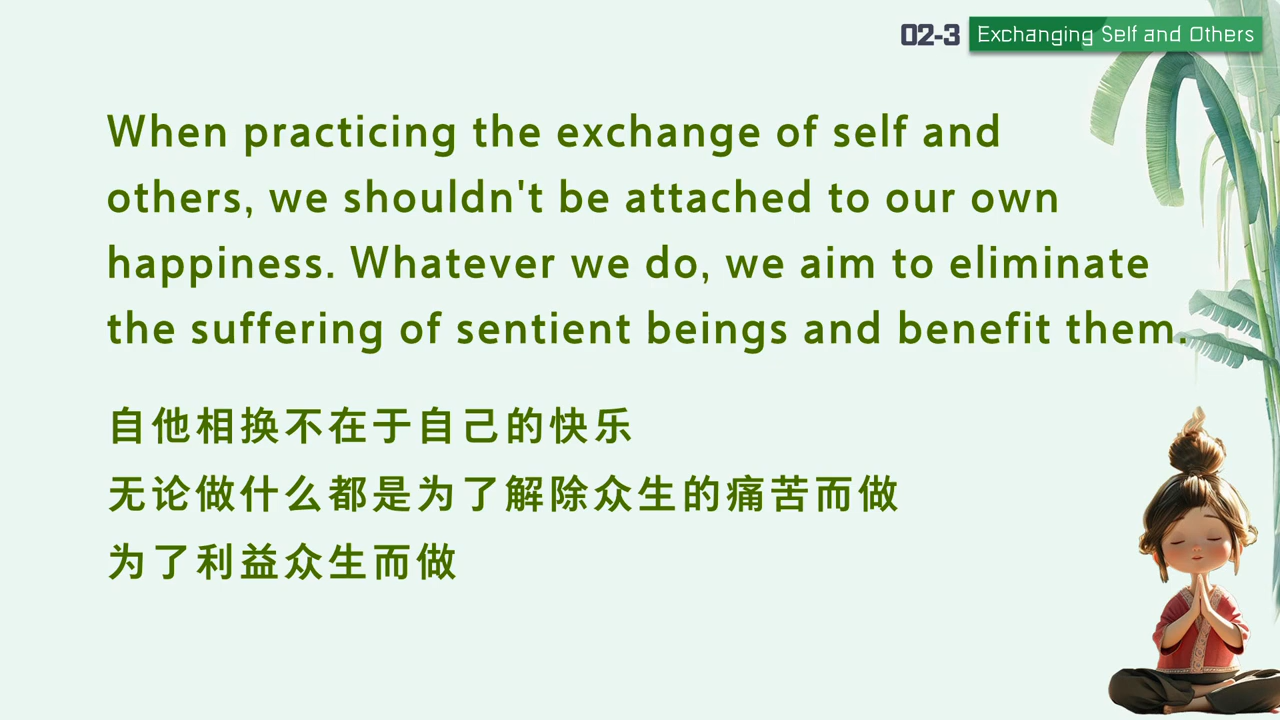 02-3 Exchanging Self and Others
When practicing the exchange of self and
others, we shouldn't be attached to our own
happiness. Whatever we do, we aim to eliminate
the suffering of sentient beings and benefit them.
自他相换不在于自己的快乐
无论做什么都是为了解除众生的痛苦而做
为了利益众生而做